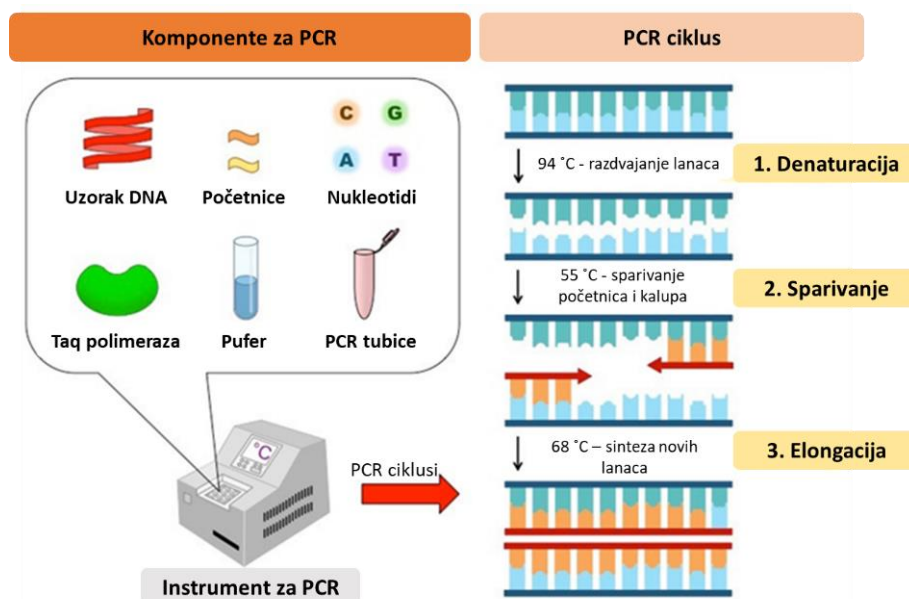 Komponente za PCR
C G
A T
Uzorak DNA
Početnice
Nukleotidi
Taq polimeraza
Pufer
PCR tubice
°C
Instrument za PCR
PCR ciklusi
PCR ciklus
94 ˚C - razdvajanje lanaca
1. Denaturacija
55 ˚C - sparivanje
početnica i kalupa
2. Sparivanje
68 ˚C – sinteza novih
lanaca
3. Elongacija